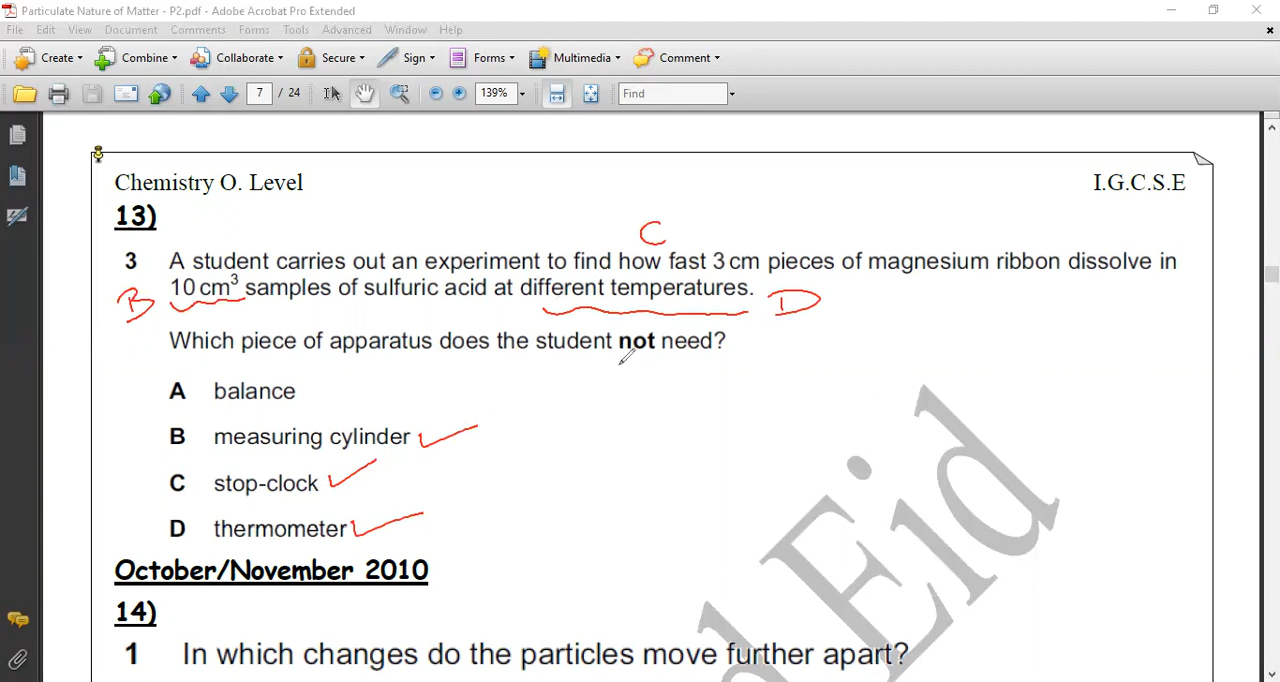 Particulate Nature of Matter - P2.pdf - Adobe Acrobat Pro Extended
File Edit View Document Comments Forms Tools Advanced Window Help
Create Combine Collaborate Secure Sign Forms Multimedia Comment
7 / 24 139% Find
Chemistry O. Level I.G.C.S.E
13)
C
3 A student carries out an experiment to find how fast 3 cm pieces of magnesium ribbon dissolve in
B 10 cm³ samples of sulfuric acid at different temperatures. D
Which piece of apparatus does the student not need?
A balance
B measuring cylinder
C stop-clock
D thermometer
October/November 2010
14)
1 In which changes do the particles move further apart?
Eid